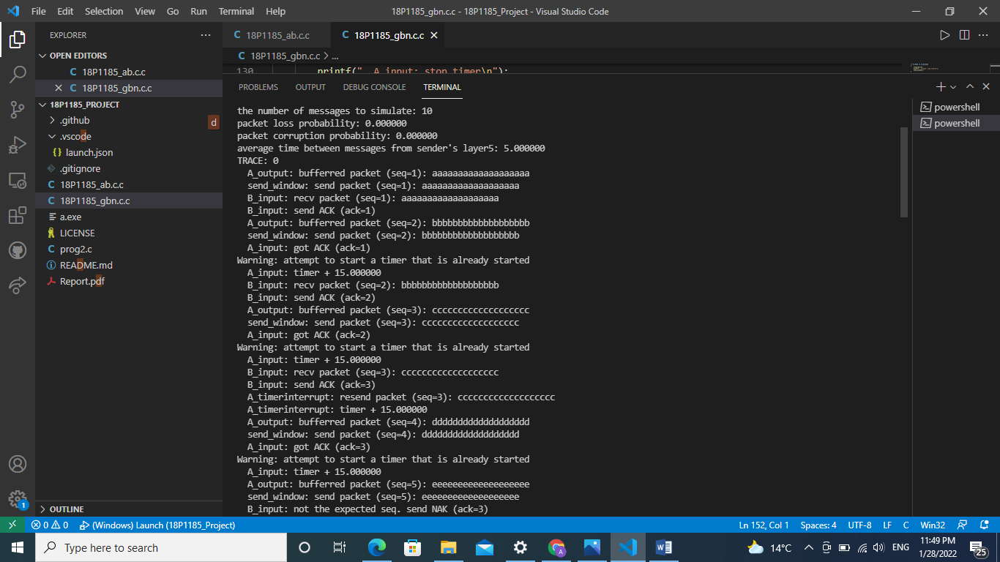 File Edit Selection View Go Run Terminal Help 18P1185_gbn.c.c - 18P1185_Project - Visual Studio Code
EXPLORER
OPEN EDITORS
18P1185_ab.c.c
18P1185_gbn.c.c
18P1185_PROJECT
.github
d
.vscode
launch.json
.gitignore
18P1185_ab.c.c
18P1185_gbn.c.c
a.exe
LICENSE
prog2.c
README.md
Report.pdf
OUTLINE
18P1185_ab.c.c 18P1185_gbn.c.c
18P1185_gbn.c.c > ...
130 printf("  A_input: stop timer\n");
PROBLEMS OUTPUT DEBUG CONSOLE TERMINAL
powershell
powershell
the number of messages to simulate: 10
packet loss probability: 0.000000
packet corruption probability: 0.000000
average time between messages from sender's layer5: 5.000000
TRACE: 0
A_output: bufferred packet (seq=1): aaaaaaaaaaaaaaaaaaa
send_window: send packet (seq=1): aaaaaaaaaaaaaaaaaaa
B_input: recv packet (seq=1): aaaaaaaaaaaaaaaaaaa
B_input: send ACK (ack=1)
A_output: bufferred packet (seq=2): bbbbbbbbbbbbbbbbbbb
send_window: send packet (seq=2): bbbbbbbbbbbbbbbbbbb
A_input: got ACK (ack=1)
Warning: attempt to start a timer that is already started
A_input: timer + 15.000000
B_input: recv packet (seq=2): bbbbbbbbbbbbbbbbbbb
B_input: send ACK (ack=2)
A_output: bufferred packet (seq=3): ccccccccccccccccccc
send_window: send packet (seq=3): ccccccccccccccccccc
A_input: got ACK (ack=2)
Warning: attempt to start a timer that is already started
A_input: timer + 15.000000
B_input: recv packet (seq=3): ccccccccccccccccccc
B_input: send ACK (ack=3)
A_timerinterrupt: resend packet (seq=3): ccccccccccccccccccc
A_timerinterrupt: timer + 15.000000
A_output: bufferred packet (seq=4): ddddddddddddddddddd
send_window: send packet (seq=4): ddddddddddddddddddd
A_input: got ACK (ack=3)
Warning: attempt to start a timer that is already started
A_input: timer + 15.000000
A_output: bufferred packet (seq=5): eeeeeeeeeeeeeeeeeee
send_window: send packet (seq=5): eeeeeeeeeeeeeeeeeee
B_input: not the expected seq. send NAK (ack=3)
1
0 0 (Windows) Launch (18P1185_Project) Ln 152, Col 1 Spaces: 4 UTF-8 LF C Win32
Type here to search
14°C ENG 11:49 PM
1/28/2022
25